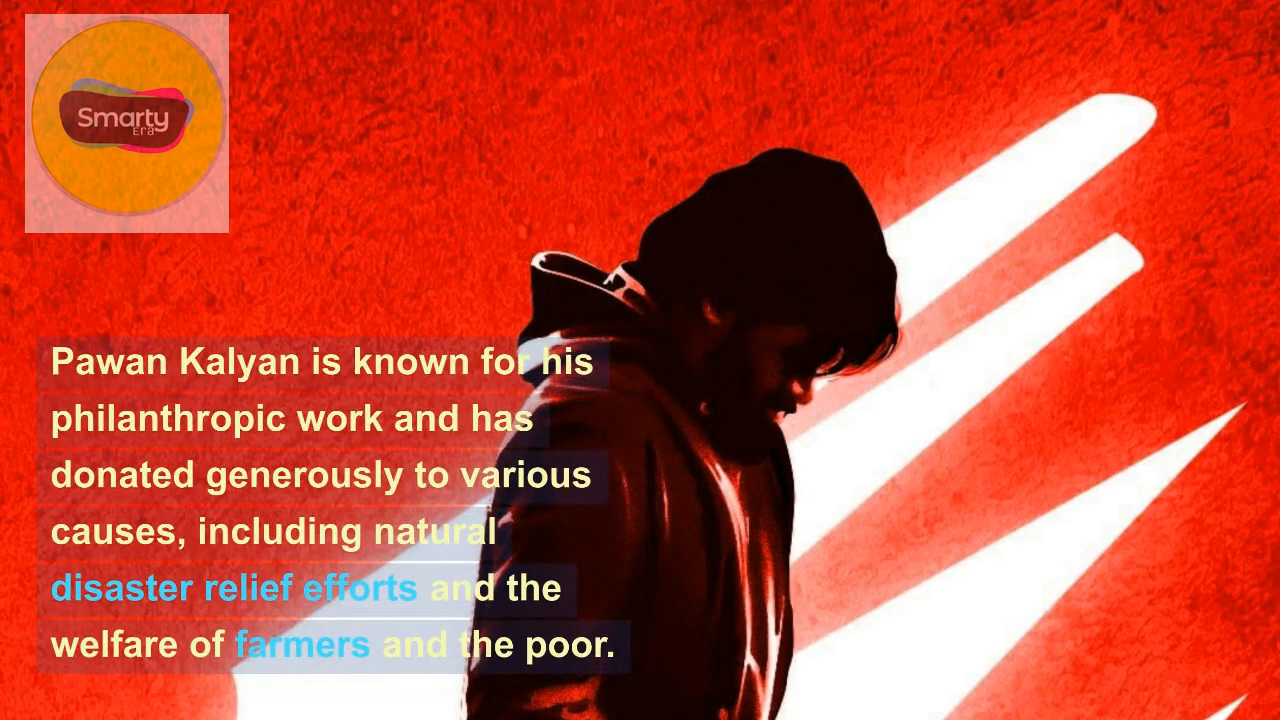 Smarty
Era
Pawan Kalyan is known for his
philanthropic work and has
donated generously to various
causes, including natural
disaster relief efforts and the
welfare of farmers and the poor.